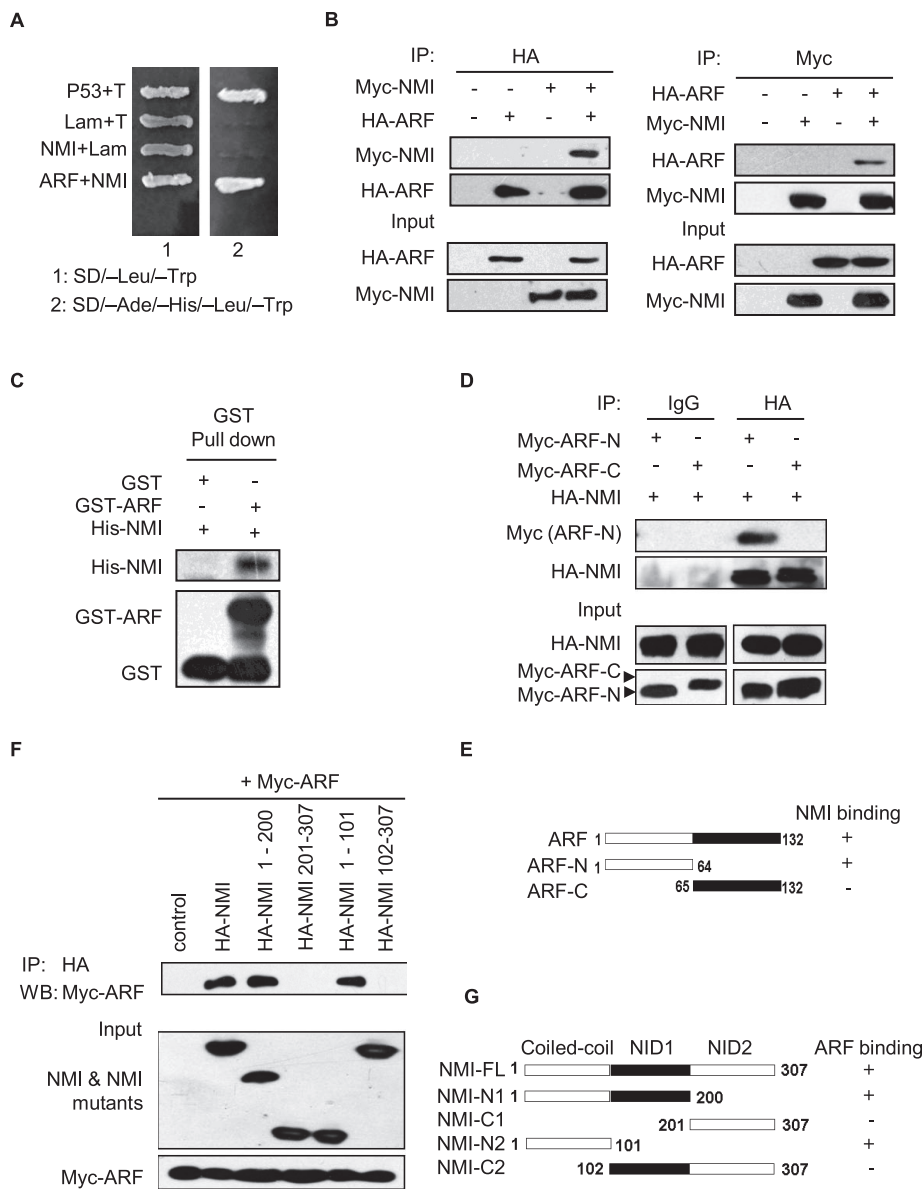 A
P53+T
Lam+T
NMI+Lam
ARF+NMI
1 2
1: SD/–Leu/–Trp
2: SD/–Ade/–His/–Leu/–Trp
B
IP: HA
Myc-NMI - - + +
HA-ARF - + - +
Myc-NMI
HA-ARF
Input
HA-ARF
Myc-NMI
IP: Myc
HA-ARF - - + +
Myc-NMI - + - +
HA-ARF
Myc-NMI
Input
HA-ARF
Myc-NMI
C
GST
Pull down
GST + -
GST-ARF - +
His-NMI + +
His-NMI
GST-ARF
GST
D
IP: IgG HA
Myc-ARF-N + - + -
Myc-ARF-C - + - +
HA-NMI + + + +
Myc (ARF-N)
HA-NMI
Input
HA-NMI
Myc-ARF-C
Myc-ARF-N
F
+ Myc-ARF
control
HA-NMI
HA-NMI 1 - 200
HA-NMI 201-307
HA-NMI 1 - 101
HA-NMI 102-307
IP: HA
WB: Myc-ARF
Input
NMI & NMI
mutants
Myc-ARF
E
NMI binding
ARF 1 132 +
ARF-N 1 64 +
ARF-C 65 132 -
G
Coiled-coil NID1 NID2 ARF binding
NMI-FL 1 307 +
NMI-N1 1 200 +
NMI-C1 201 307 -
NMI-N2 1 101 +
NMI-C2 102 307 -